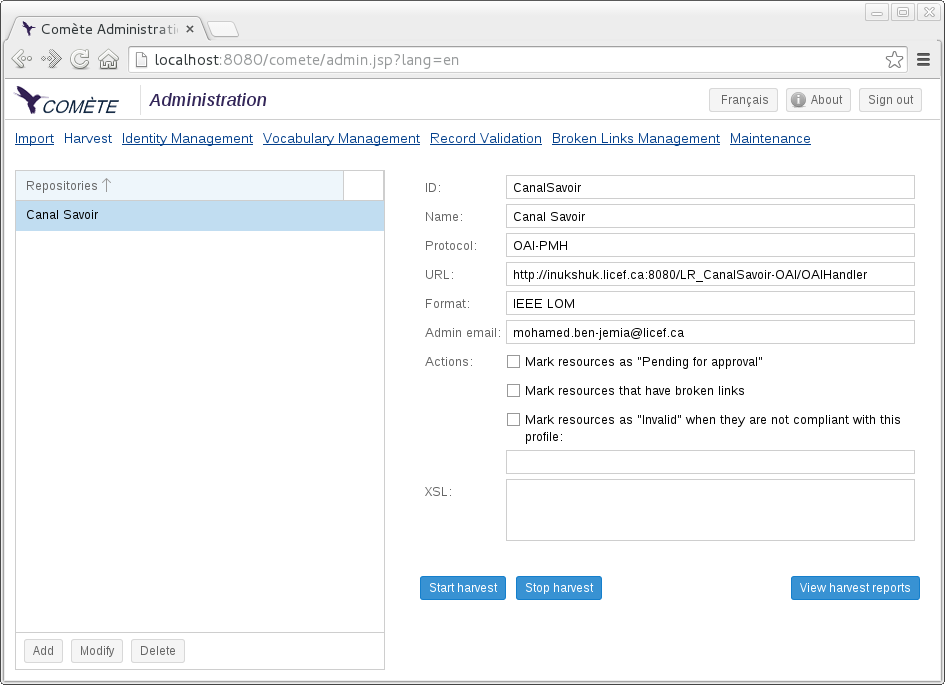 Comète Administratio
localhost:8080/comete/admin.jsp?lang=en
COMÈTE Administration Français About Sign out
Import Harvest Identity Management Vocabulary Management Record Validation Broken Links Management Maintenance
Repositories
Canal Savoir
ID: CanalSavoir
Name: Canal Savoir
Protocol: OAI-PMH
URL: http://inukshuk.licef.ca:8080/LR_CanalSavoir-OAI/OAIHandler
Format: IEEE LOM
Admin email: mohamed.ben-jemia@licef.ca
Actions: Mark resources as "Pending for approval"
Mark resources that have broken links
Mark resources as "Invalid" when they are not compliant with this
profile:
XSL:
Start harvest Stop harvest View harvest reports
Add Modify Delete